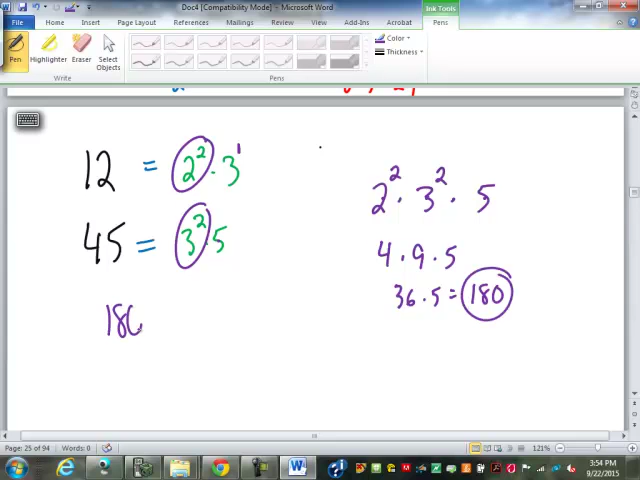 Doc4 [Compatibility Mode] - Microsoft Word
Ink Tools
File Home Insert Page Layout References Mailings Review View Add-Ins Acrobat Pens
Pen Highlighter Eraser Select Objects
Color
Thickness
Write Pens
12 = 2² · 3¹
45 = 3² · 5
2² · 3² · 5
4 · 9 · 5
36 · 5 = 180
180
Page: 25 of 94 Words: 0 121%
3:54 PM
9/22/2015